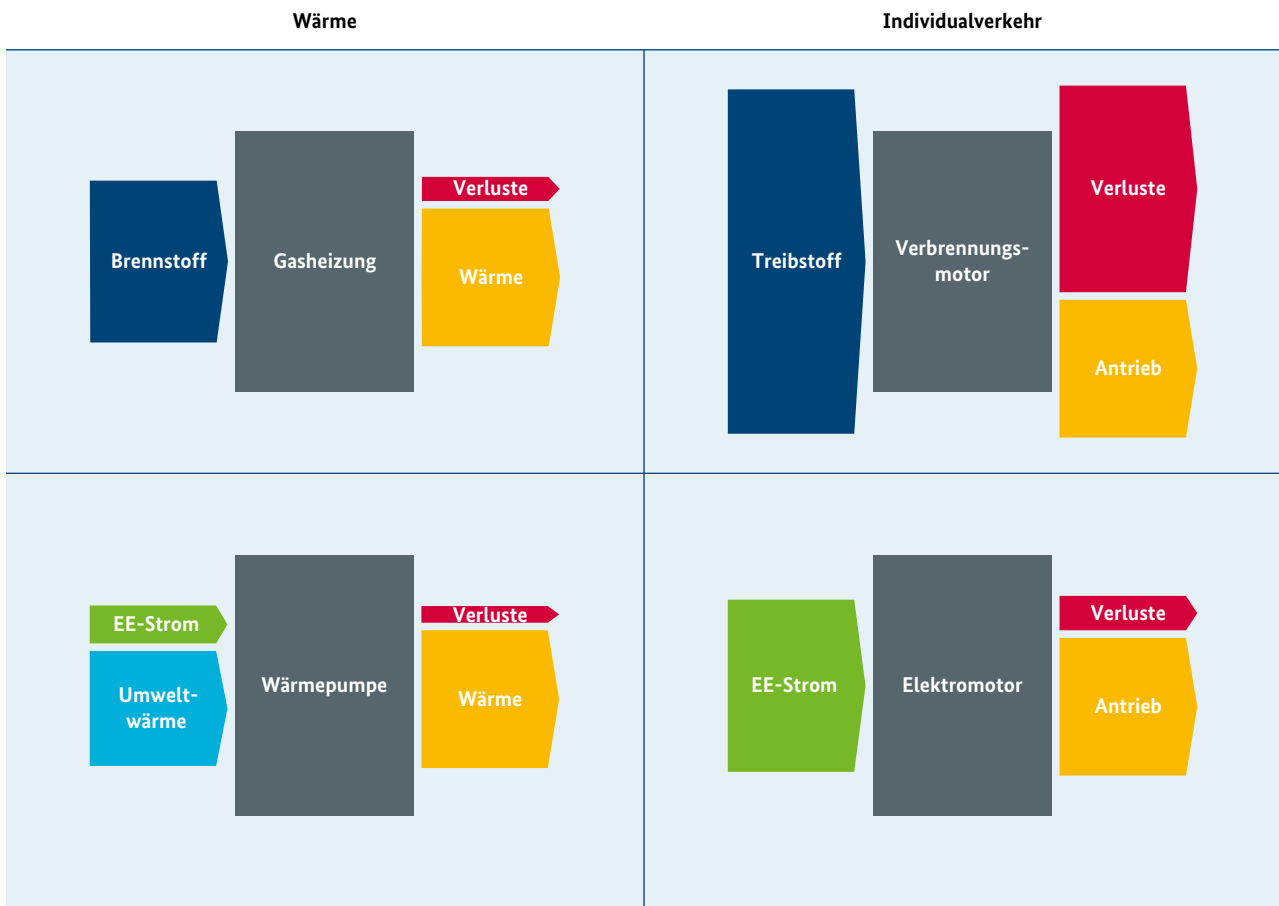 Wärme
Individualverkehr
Brennstoff
Gasheizung
Verluste
Wärme
Treibstoff
Verbrennungs-
motor
Verluste
Antrieb
EE-Strom
Umwelt-
wärme
Wärmepumpe
Verluste
Wärme
EE-Strom
Elektromotor
Verluste
Antrieb